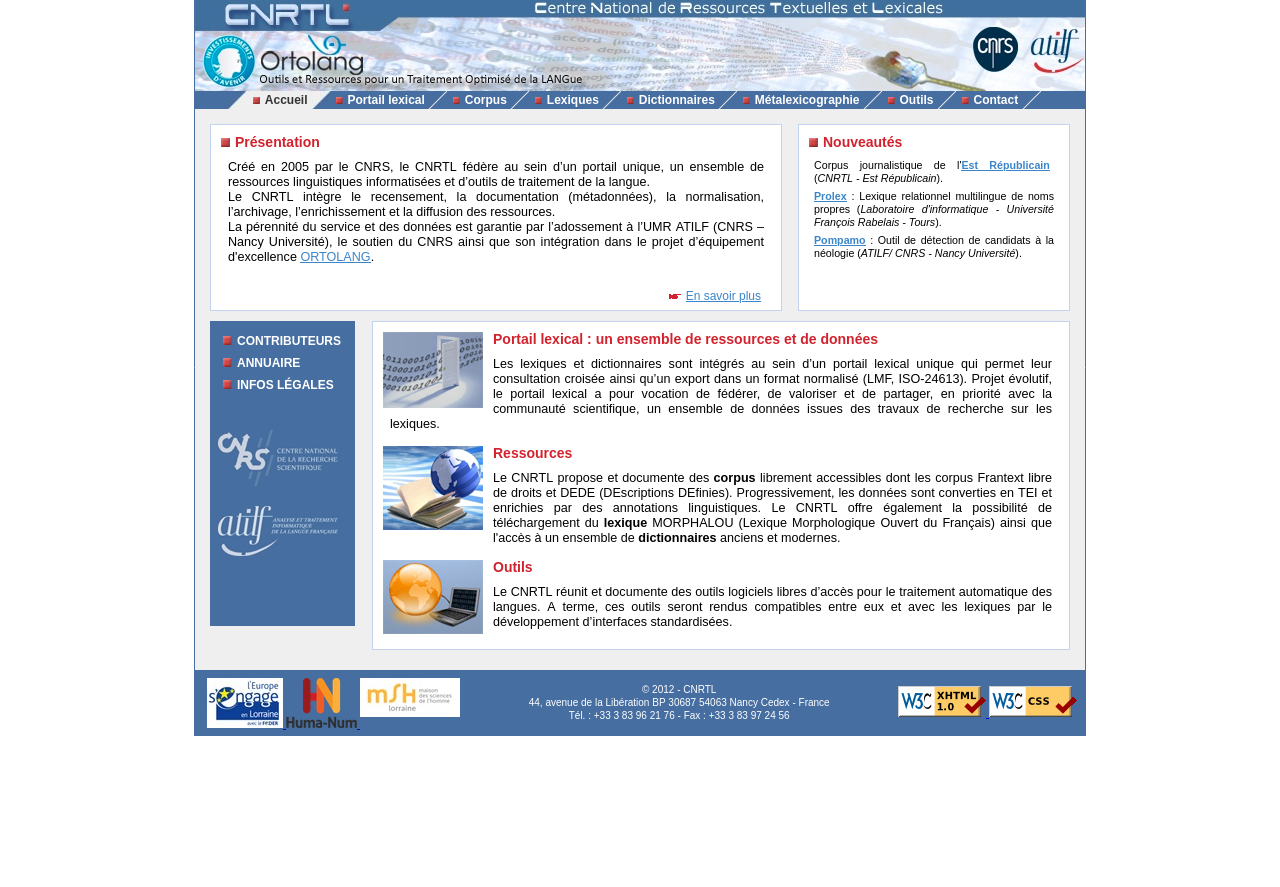 CNRTL
Centre National de Ressources Textuelles et Lexicales
INVESTISSEMENTS D'AVENIR
Ortolang
Outils et Ressources pour un Traitement Optimisé de la LANGue
cnrs
atilf
Accueil
Portail lexical
Corpus
Lexiques
Dictionnaires
Métalexicographie
Outils
Contact
Présentation
Créé en 2005 par le CNRS, le CNRTL fédère au sein d’un portail unique, un ensemble de
ressources linguistiques informatisées et d’outils de traitement de la langue.
Le CNRTL intègre le recensement, la documentation (métadonnées), la normalisation,
l’archivage, l’enrichissement et la diffusion des ressources.
La pérennité du service et des données est garantie par l’adossement à l’UMR ATILF (CNRS –
Nancy Université), le soutien du CNRS ainsi que son intégration dans le projet d’équipement
d'excellence ORTOLANG.
En savoir plus
Nouveautés
Corpus journalistique de l'Est Républicain
(CNRTL - Est Républicain).
Prolex : Lexique relationnel multilingue de noms
propres (Laboratoire d'informatique - Université
François Rabelais - Tours).
Pompamo : Outil de détection de candidats à la
néologie (ATILF/ CNRS - Nancy Université).
CONTRIBUTEURS
ANNUAIRE
INFOS LÉGALES
CNRS
CENTRE NATIONAL
DE LA RECHERCHE
SCIENTIFIQUE
atilf
ANALYSE ET TRAITEMENT
INFORMATIQUE
DE LA LANGUE FRANÇAISE
Portail lexical : un ensemble de ressources et de données
Les lexiques et dictionnaires sont intégrés au sein d’un portail lexical unique qui permet leur
consultation croisée ainsi qu’un export dans un format normalisé (LMF, ISO-24613). Projet évolutif,
le portail lexical a pour vocation de fédérer, de valoriser et de partager, en priorité avec la
communauté scientifique, un ensemble de données issues des travaux de recherche sur les
lexiques.
Ressources
Le CNRTL propose et documente des corpus librement accessibles dont les corpus Frantext libre
de droits et DEDE (DEscriptions DEfinies). Progressivement, les données sont converties en TEI et
enrichies par des annotations linguistiques. Le CNRTL offre également la possibilité de
téléchargement du lexique MORPHALOU (Lexique Morphologique Ouvert du Français) ainsi que
l'accès à un ensemble de dictionnaires anciens et modernes.
Outils
Le CNRTL réunit et documente des outils logiciels libres d’accès pour le traitement automatique des
langues. A terme, ces outils seront rendus compatibles entre eux et avec les lexiques par le
développement d’interfaces standardisées.
l'Europe
s'engage
en Lorraine
avec le FEDER
Huma-Num
msh
lorraine
maison
des sciences
de l'homme
© 2012 - CNRTL
44, avenue de la Libération BP 30687 54063 Nancy Cedex - France
Tél. : +33 3 83 96 21 76 - Fax : +33 3 83 97 24 56
W3C XHTML 1.0
W3C CSS